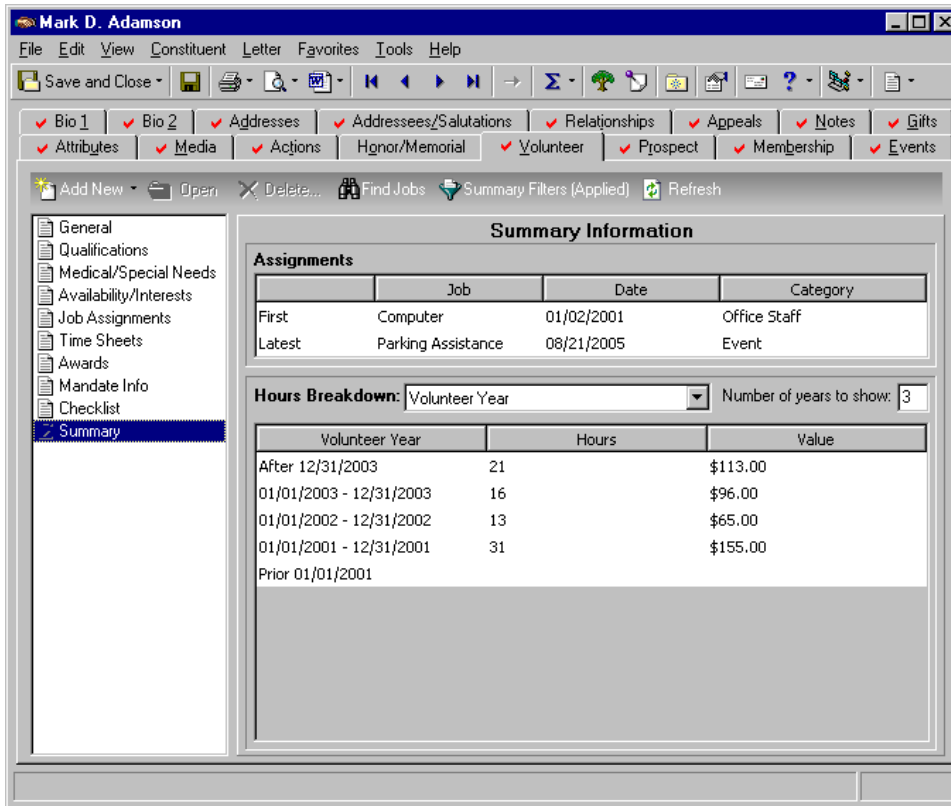 Mark D. Adamson
File Edit View Constituent Letter Favorites Tools Help
Save and Close
Bio 1 Bio 2 Addresses Addressees/Salutations Relationships Appeals Notes Gifts
Attributes Media Actions Honor/Memorial Volunteer Prospect Membership Events
Add New Open Delete... Find Jobs Summary Filters (Applied) Refresh
General
Qualifications
Medical/Special Needs
Availability/Interests
Job Assignments
Time Sheets
Awards
Mandate Info
Checklist
Summary
Summary Information
Assignments
Job Date Category
First Computer 01/02/2001 Office Staff
Latest Parking Assistance 08/21/2005 Event
Hours Breakdown: Volunteer Year Number of years to show: 3
Volunteer Year Hours Value
After 12/31/2003 21 $113.00
01/01/2003 - 12/31/2003 16 $96.00
01/01/2002 - 12/31/2002 13 $65.00
01/01/2001 - 12/31/2001 31 $155.00
Prior 01/01/2001